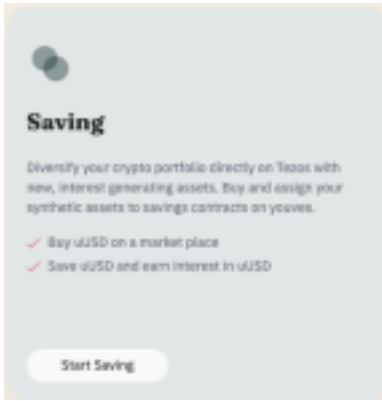 Saving
Diversify your crypto portfolio directly on Tezos with
new, interest generating assets. Buy and assign your
synthetic assets to savings contracts on youves.
Buy uUSD on a market place
Save uUSD and earn interest in uUSD
Start Saving